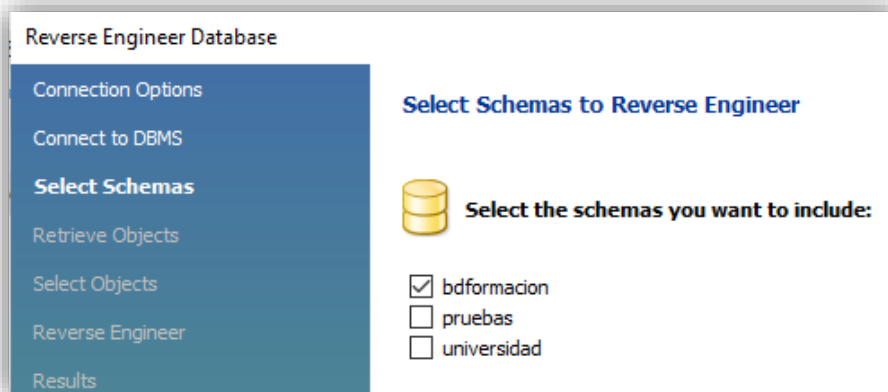 Reverse Engineer Database
Connection Options
Connect to DBMS
Select Schemas
Retrieve Objects
Select Objects
Reverse Engineer
Results
Select Schemas to Reverse Engineer
Select the schemas you want to include:
bdformacion
pruebas
universidad